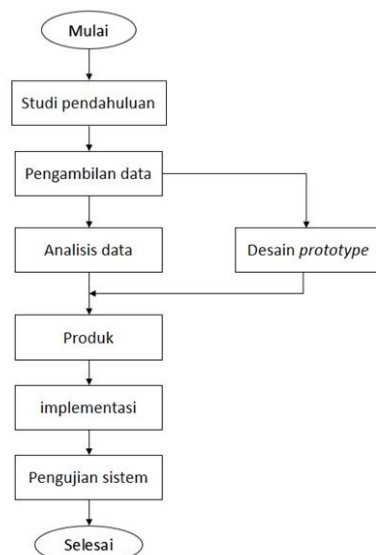 Mulai
Studi pendahuluan
Pengambilan data
Analisis data
Desain prototype
Produk
implementasi
Pengujian sistem
Selesai